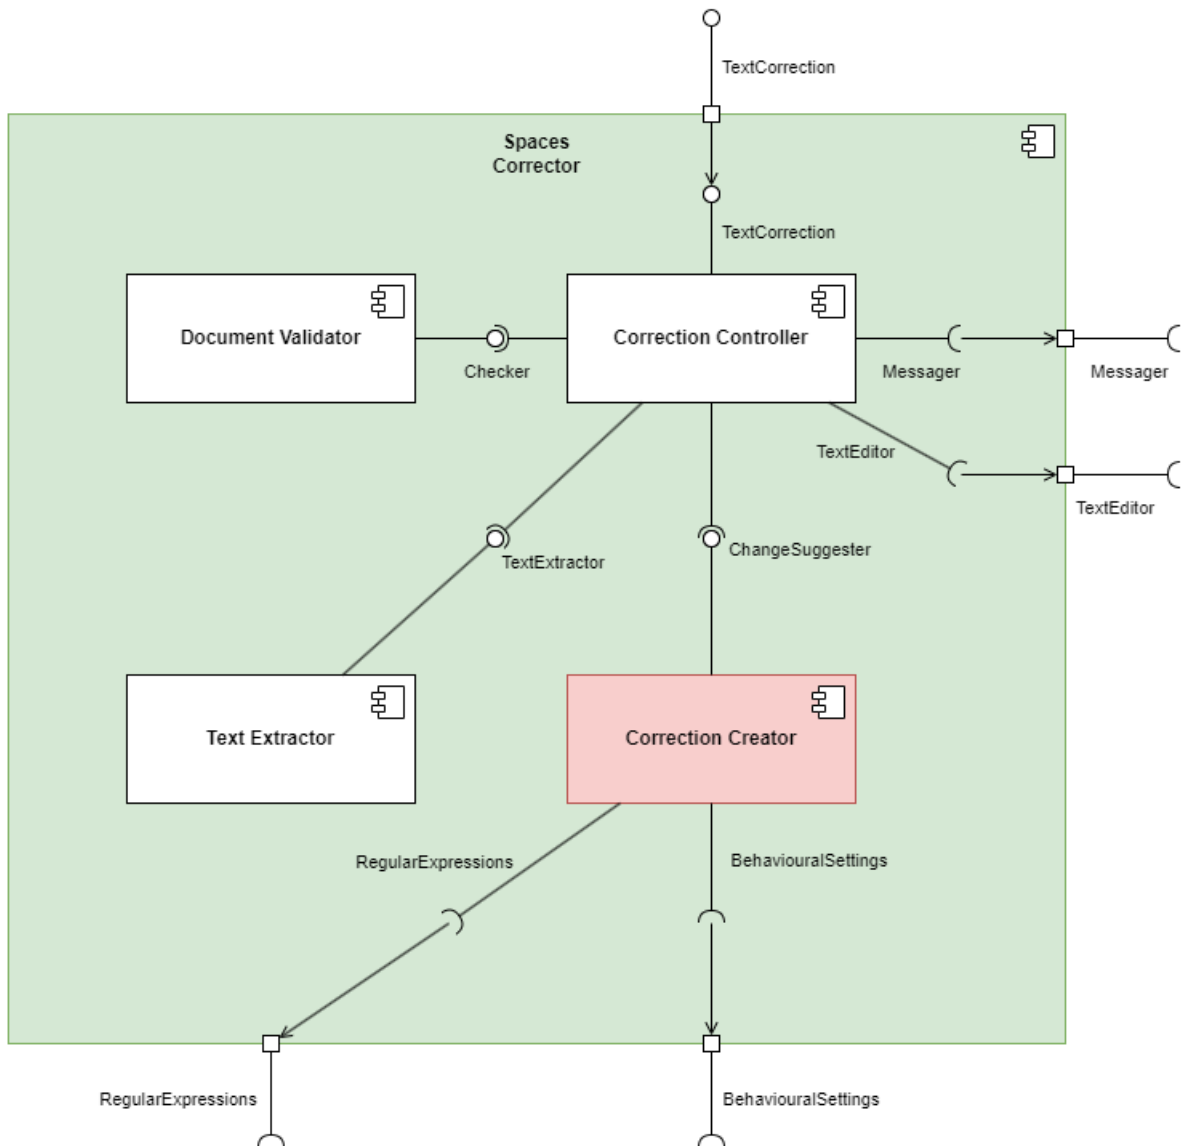 TextCorrection
Spaces
Corrector
TextCorrection
Document Validator
Correction Controller
Checker
Messager
Messager
TextEditor
TextEditor
ChangeSuggester
TextExtractor
Text Extractor
Correction Creator
RegularExpressions
BehaviouralSettings
RegularExpressions
BehaviouralSettings